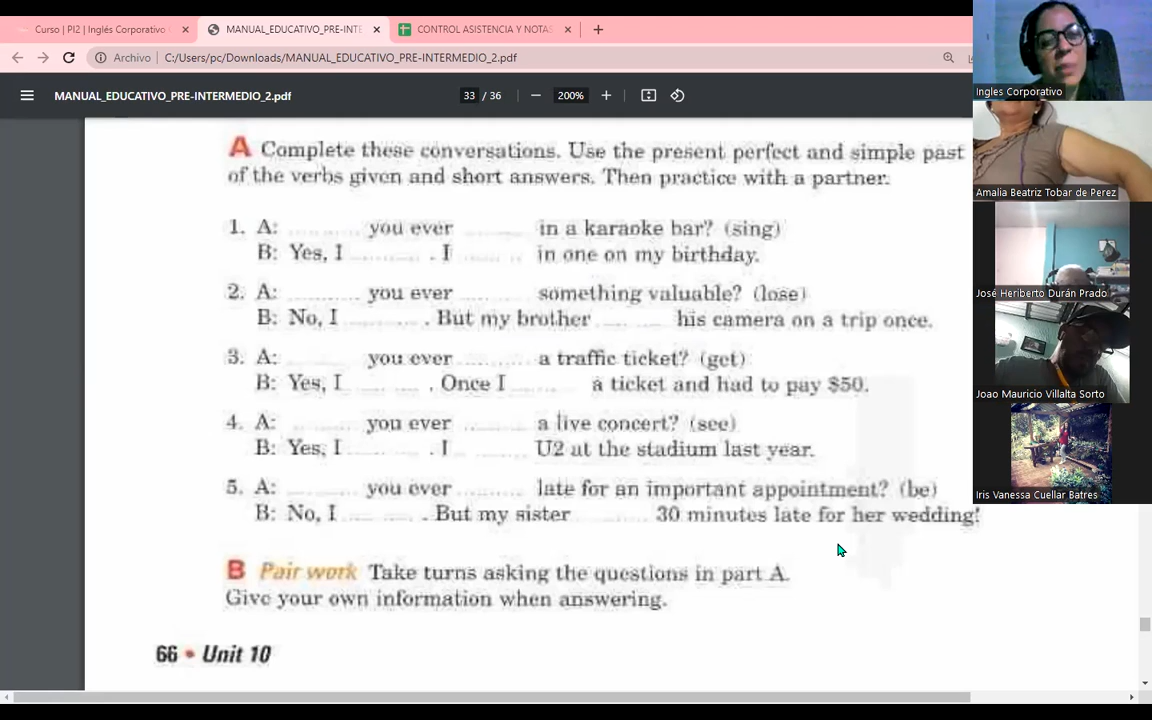 Curso | PI2 | Inglés Corporativo
MANUAL_EDUCATIVO_PRE-INTE
CONTROL ASISTENCIA Y NOTAS
Archivo C:/Users/pc/Downloads/MANUAL_EDUCATIVO_PRE-INTERMEDIO_2.pdf
MANUAL_EDUCATIVO_PRE-INTERMEDIO_2.pdf
33 / 36
200%
A Complete these conversations. Use the present perfect and simple past
of the verbs given and short answers. Then practice with a partner.
1. A: .......... you ever .......... in a karaoke bar? (sing)
B: Yes, I .......... . I .......... in one on my birthday.
2. A: .......... you ever .......... something valuable? (lose)
B: No, I .......... . But my brother .......... his camera on a trip once.
3. A: .......... you ever .......... a traffic ticket? (get)
B: Yes, I .......... . Once I .......... a ticket and had to pay $50.
4. A: .......... you ever .......... a live concert? (see)
B: Yes, I .......... . I .......... U2 at the stadium last year.
5. A: .......... you ever .......... late for an important appointment? (be)
B: No, I .......... . But my sister .......... 30 minutes late for her wedding!
B Pair work Take turns asking the questions in part A.
Give your own information when answering.
66 • Unit 10
Ingles Corporativo
Amalia Beatriz Tobar de Perez
José Heriberto Durán Prado
Joao Mauricio Villalta Sorto
Iris Vanessa Cuellar Batres